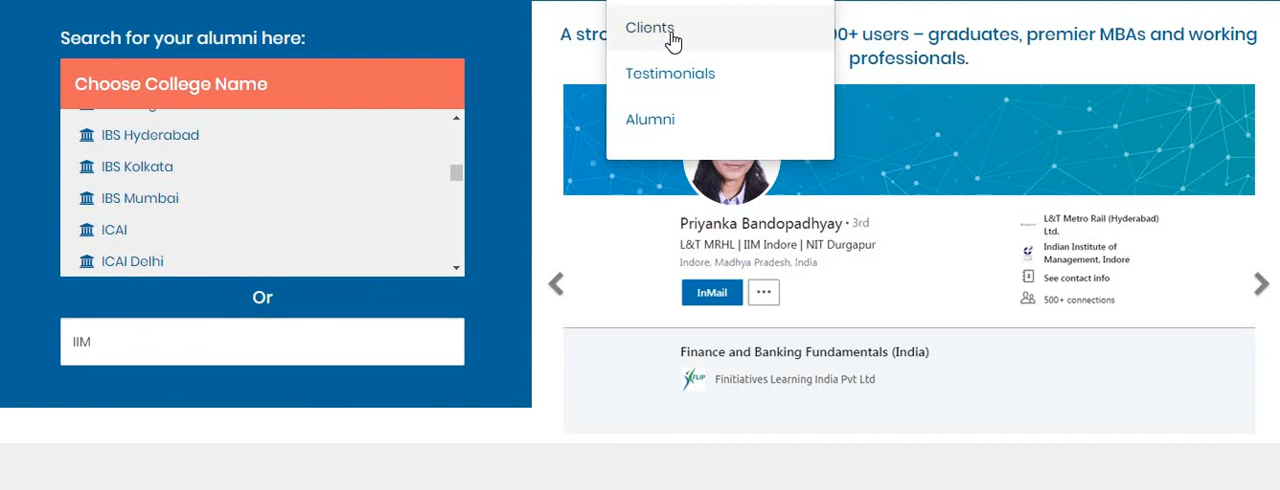 Search for your alumni here:
Choose College Name
IBS Hyderabad
IBS Kolkata
IBS Mumbai
ICAI
ICAI Delhi
Or
IIM
Clients
Testimonials
Alumni
A 0+ users – graduates, premier MBAs and working
professionals.
Priyanka Bandopadhyay • 3rd
L&T MRHL | IIM Indore | NIT Durgapur
Indore, Madhya Pradesh, India
InMail
•••
L&T Metro Rail (Hyderabad)
Ltd.
Indian Institute of
Management, Indore
See contact info
500+ connections
Finance and Banking Fundamentals (India)
FLIP
Finitiatives Learning India Pvt Ltd